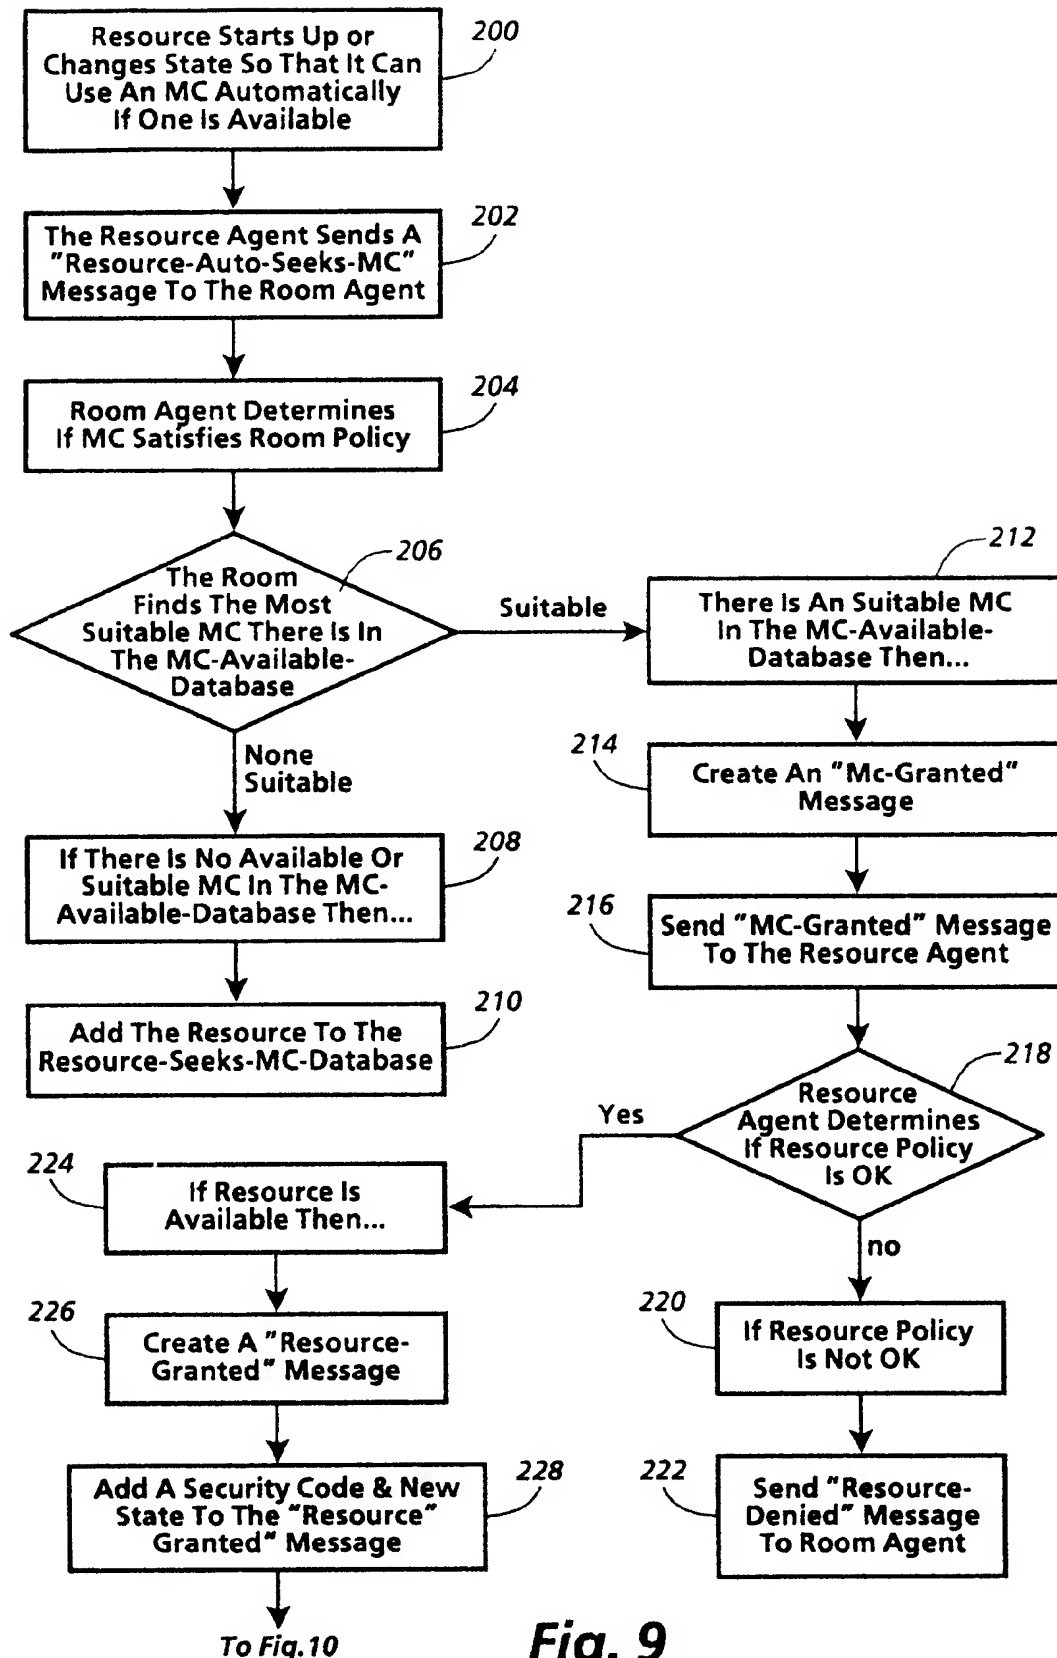 Resource Starts Up or
Changes State So That It Can
Use An MC Automatically
If One Is Available
200
The Resource Agent Sends A
"Resource-Auto-Seeks-MC"
Message To The Room Agent
202
Room Agent Determines
If MC Satisfies Room Policy
204
The Room
Finds The Most
Suitable MC There Is In
The MC-Available-
Database
206
Suitable
None
Suitable
If There Is No Available Or
Suitable MC In The MC-
Available-Database Then...
208
Add The Resource To The
Resource-Seeks-MC-Database
210
There Is An Suitable MC
In The MC-Available-
Database Then...
212
Create An "Mc-Granted"
Message
214
Send "MC-Granted" Message
To The Resource Agent
216
Resource
Agent Determines
If Resource Policy
Is OK
218
Yes
no
If Resource Policy
Is Not OK
220
Send "Resource-
Denied" Message
To Room Agent
222
If Resource Is
Available Then...
224
Create A "Resource-
Granted" Message
226
Add A Security Code & New
State To The "Resource"
Granted" Message
228
To Fig.10
Fig. 9